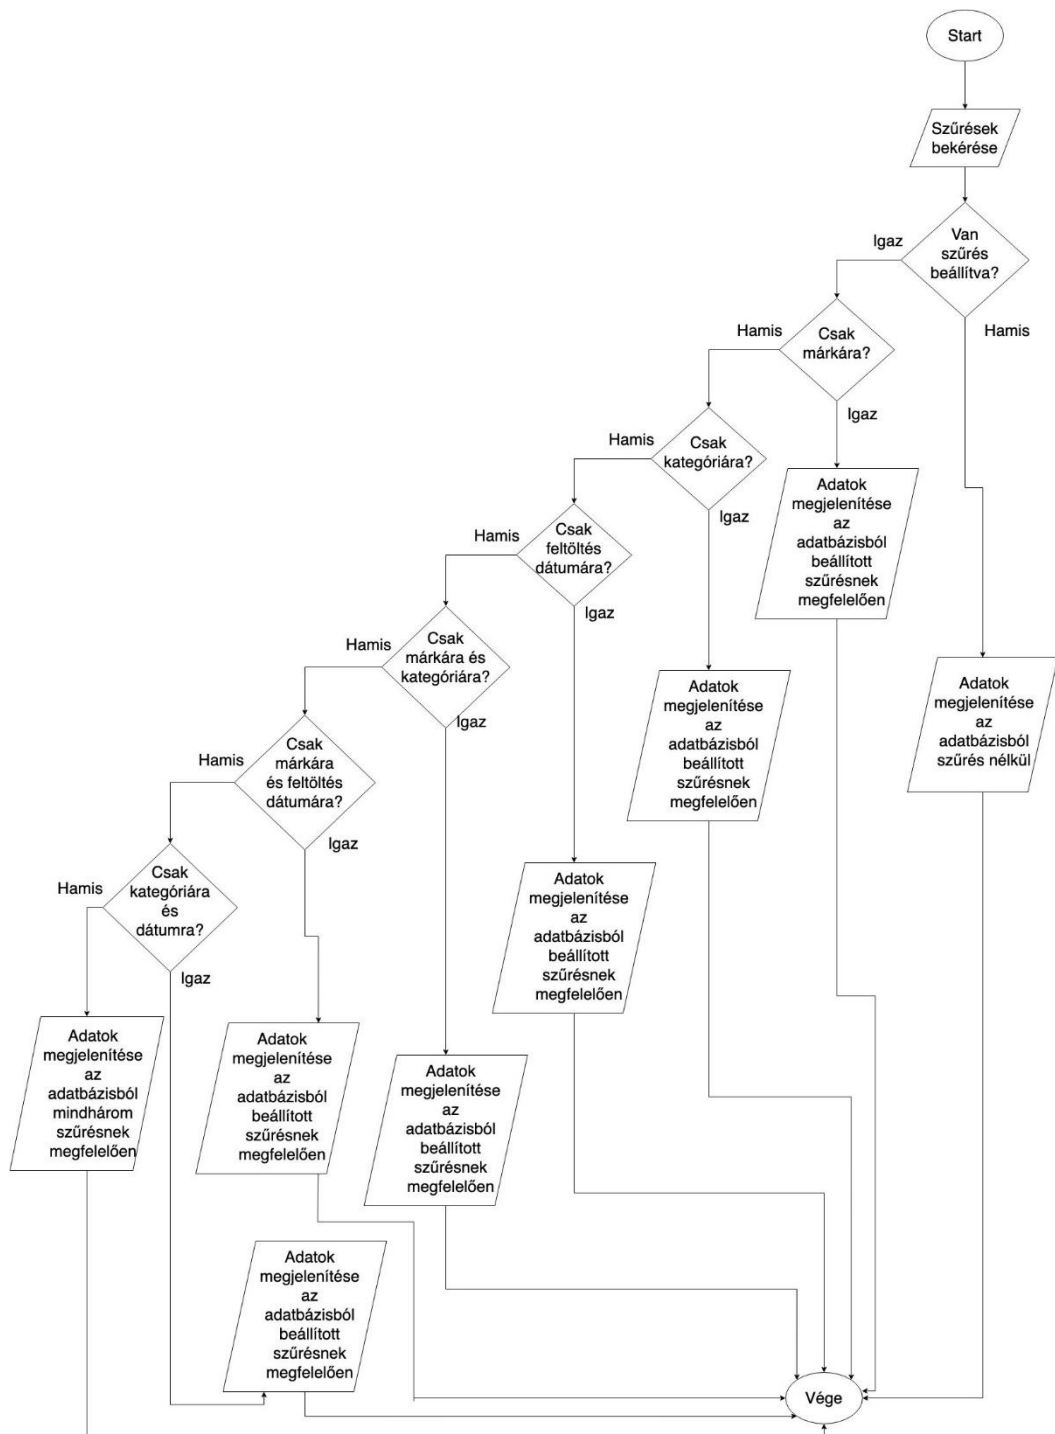 Start
Szűrések
bekérése
Van
szűrés
beállítva?
Igaz
Hamis
Csak
márkára?
Hamis
Igaz
Csak
kategóriára?
Hamis
Igaz
Adatok
megjelenítése
az
adatbázisból
beállított
szűrésnek
megfelelően
Csak
feltöltés
dátumára?
Hamis
Igaz
Csak
márkára és
kategóriára?
Hamis
Igaz
Adatok
megjelenítése
az
adatbázisból
beállított
szűrésnek
megfelelően
Adatok
megjelenítése
az
adatbázisból
szűrés nélkül
Csak
márkára
és feltöltés
dátumára?
Hamis
Igaz
Csak
kategóriára
és
dátumra?
Hamis
Igaz
Adatok
megjelenítése
az
adatbázisból
beállított
szűrésnek
megfelelően
Adatok
megjelenítése
az
adatbázisból
mindhárom
szűrésnek
megfelelően
Adatok
megjelenítése
az
adatbázisból
beállított
szűrésnek
megfelelően
Adatok
megjelenítése
az
adatbázisból
beállított
szűrésnek
megfelelően
Adatok
megjelenítése
az
adatbázisból
beállított
szűrésnek
megfelelően
Vége